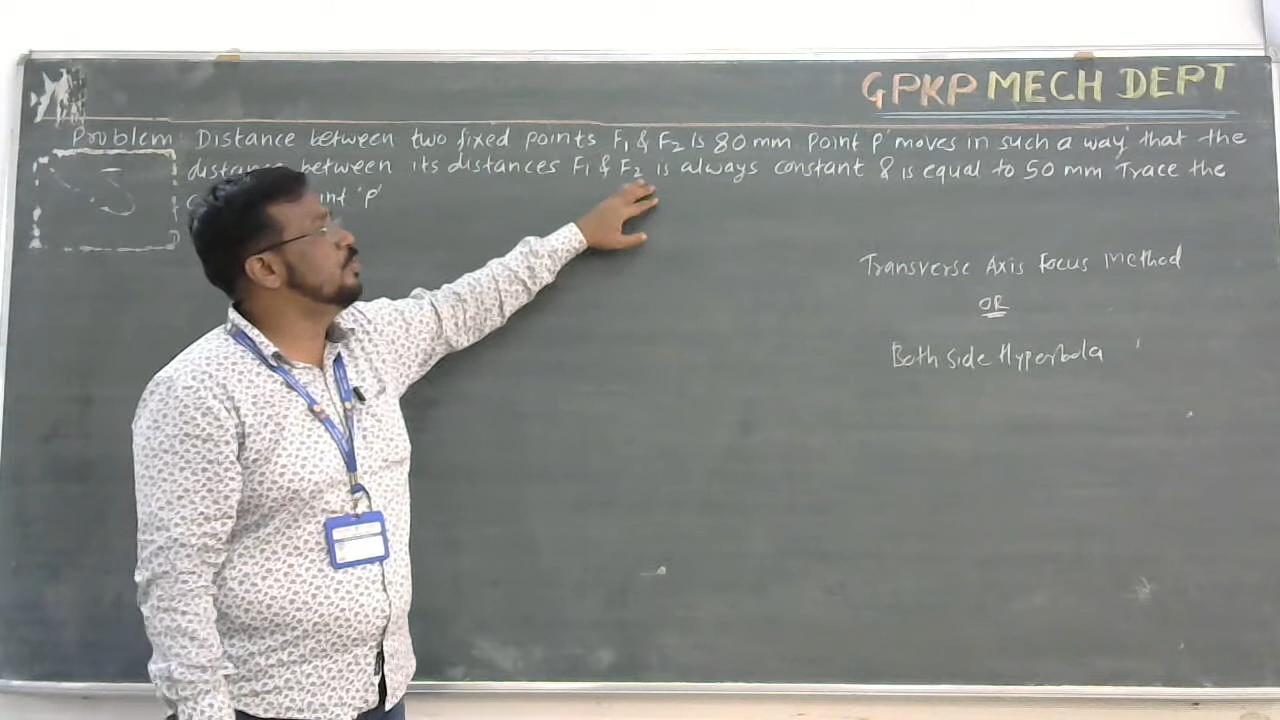 GPKP MECH DEPT
Problem: Distance between two fixed points F1 & F2 is 80 mm Point 'P' moves in such a way that the
between its distances F1 & F2 is always constant & is equal to 50 mm Trace the
'P'
Transverse Axis Focus Method
OR
Both side Hyperbola